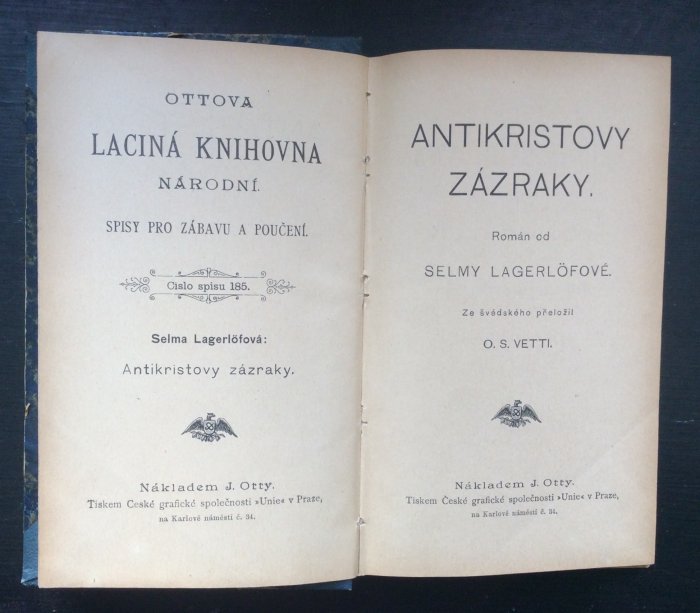 OTTOVA
LACINÁ KNIHOVNA
NÁRODNÍ.
SPISY PRO ZÁBAVU A POUČENÍ.
Číslo spisu 185.
Selma Lagerlöfová:
Antikristovy zázraky.
Nákladem J. Otty.
Tiskem České grafické společnosti »Unie« v Praze,
na Karlově náměstí č. 34.
ANTIKRISTOVY
ZÁZRAKY.
Román od
SELMY LAGERLÖFOVÉ.
Ze švédského přeložil
O. S. VETTI.
Nákladem J. Otty.
Tiskem České grafické společnosti »Unie« v Praze,
na Karlově náměstí č. 34.